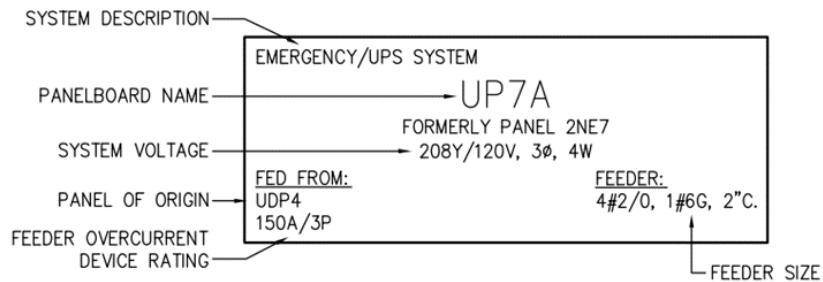 SYSTEM DESCRIPTION
EMERGENCY/UPS SYSTEM
PANELBOARD NAME
UP7A
FORMERLY PANEL 2NE7
SYSTEM VOLTAGE
208Y/120V, 3ø, 4W
FED FROM:
FEEDER:
PANEL OF ORIGIN
UDP4
4#2/0, 1#6G, 2"C.
150A/3P
FEEDER OVERCURRENT
DEVICE RATING
FEEDER SIZE